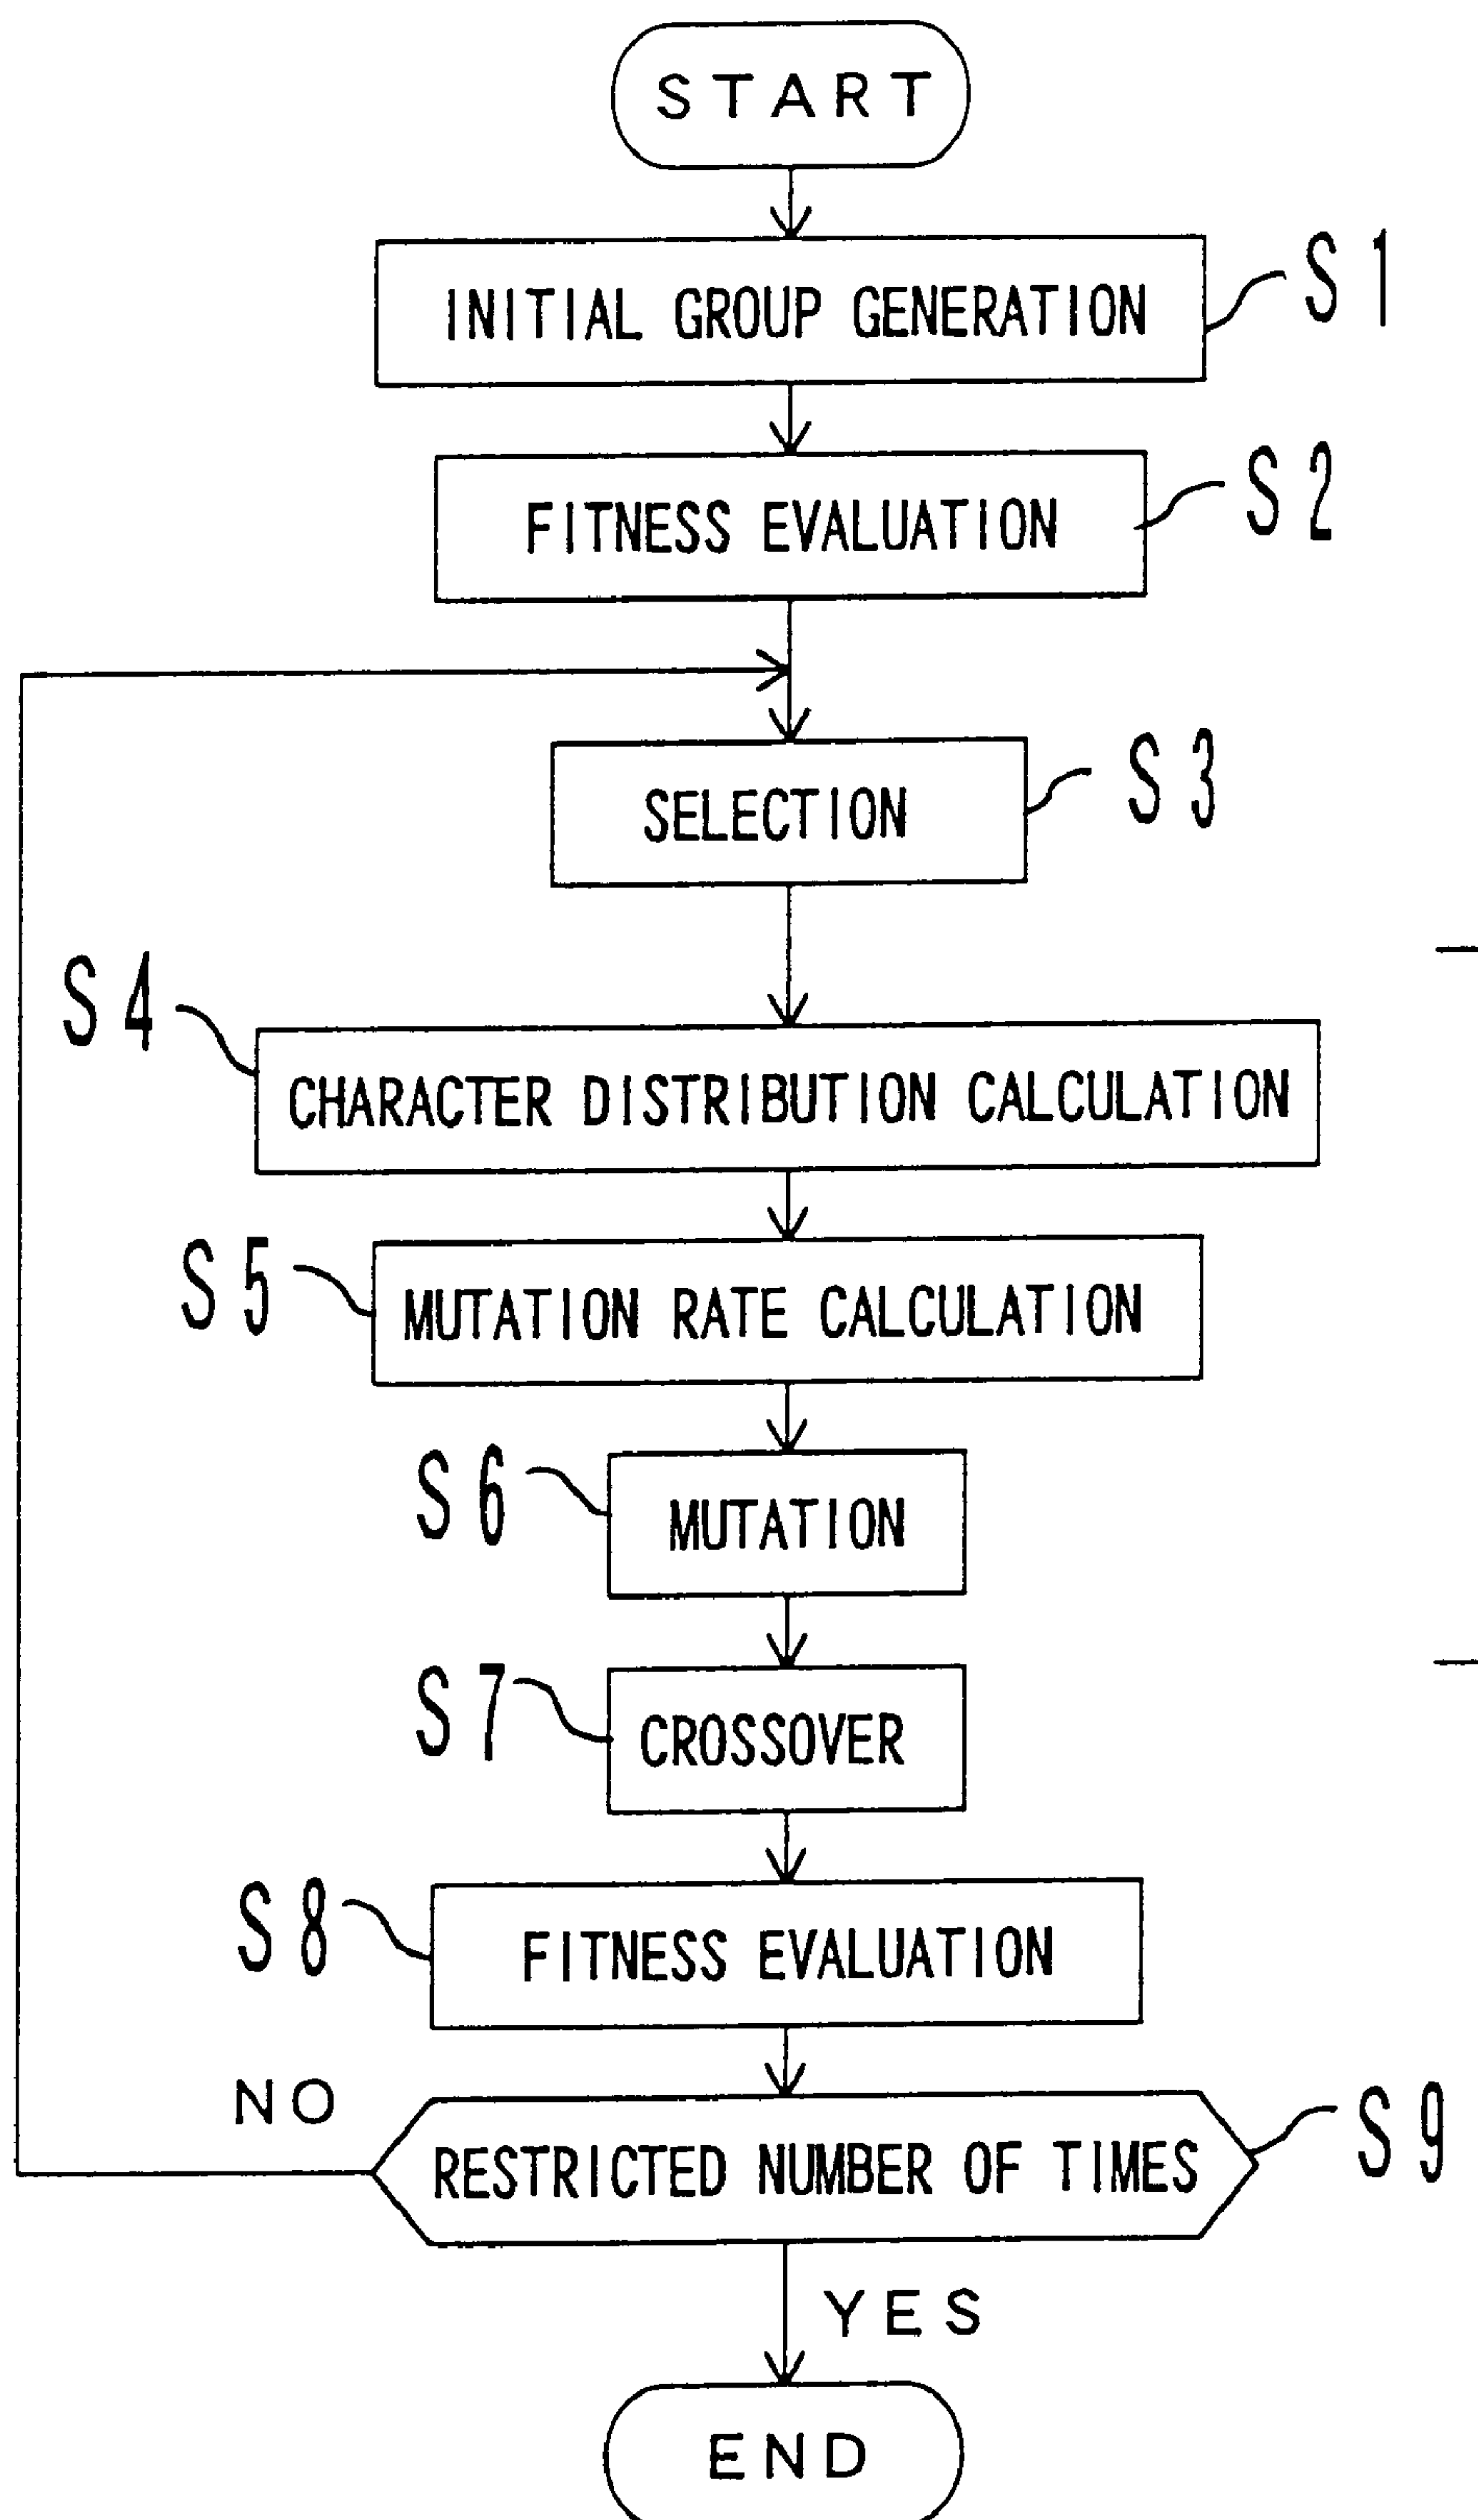 START
INITIAL GROUP GENERATION
S1
FITNESS EVALUATION
S2
SELECTION
S3
S4
CHARACTER DISTRIBUTION CALCULATION
S5
MUTATION RATE CALCULATION
S6
MUTATION
S7
CROSSOVER
S8
FITNESS EVALUATION
NO
RESTRICTED NUMBER OF TIMES
S9
YES
END